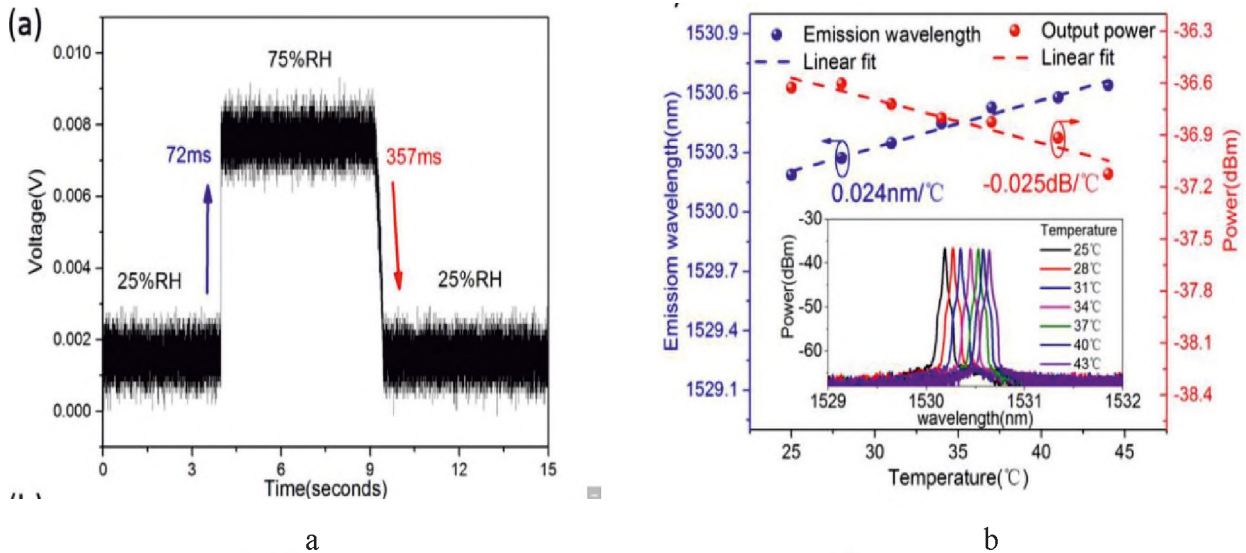 (a)
0.010
0.008
0.006
0.004
0.002
0.000
Voltage(V)
75%RH
72ms
357ms
25%RH
25%RH
0
3
6
9
12
15
Time(seconds)
a
1530.9
1530.6
1530.3
1530.0
1529.7
1529.4
1529.1
Emission wavelength(nm)
Emission wavelength
Linear fit
Output power
Linear fit
0.024nm/℃
-0.025dB/℃
-36.3
-36.6
-36.9
-37.2
-37.5
-37.8
-38.1
-38.4
Power(dBm)
-30
-40
-50
-60
Power(dBm)
Temperature
25℃
28℃
31℃
34℃
37℃
40℃
43℃
1529
1530
1531
1532
wavelength(nm)
25
30
35
40
45
Temperature(℃)
b